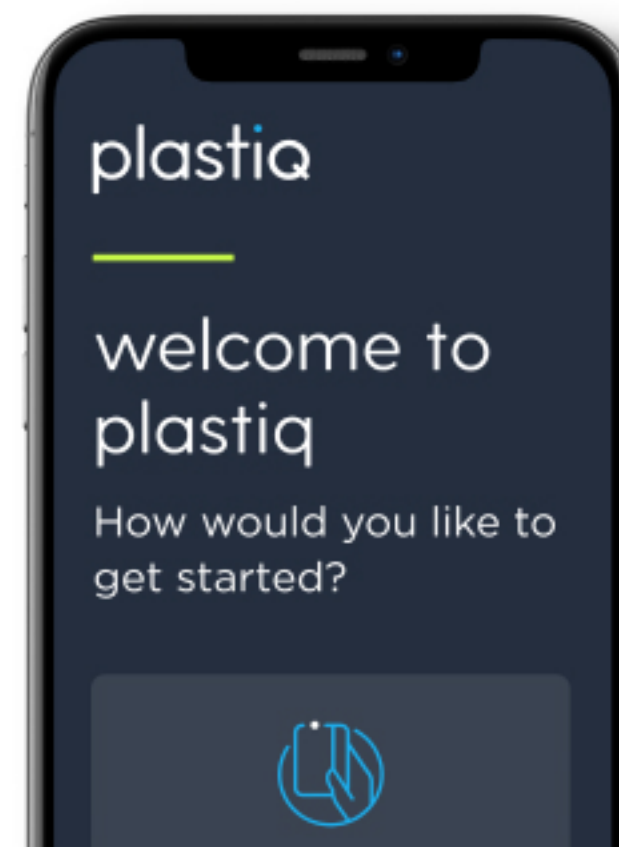 plastiq
welcome to
plastiq
How would you like to
get started?